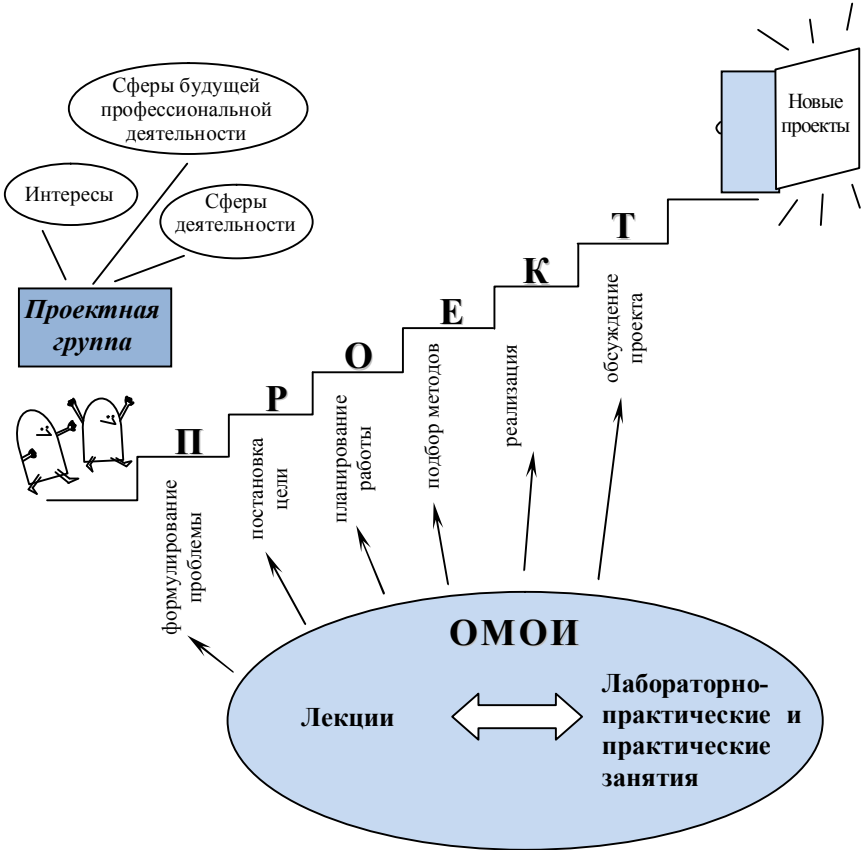 Сферы будущей
профессиональной
деятельности
Интересы
Сферы
деятельности
Проектная
группа
Новые
проекты
П
Р
О
Е
К
Т
формулирование
проблемы
постановка
цели
планирование
работы
подбор методов
реализация
обсуждение
проекта
ОМОИ
Лекции
Лабораторно-
практические и
практические
занятия